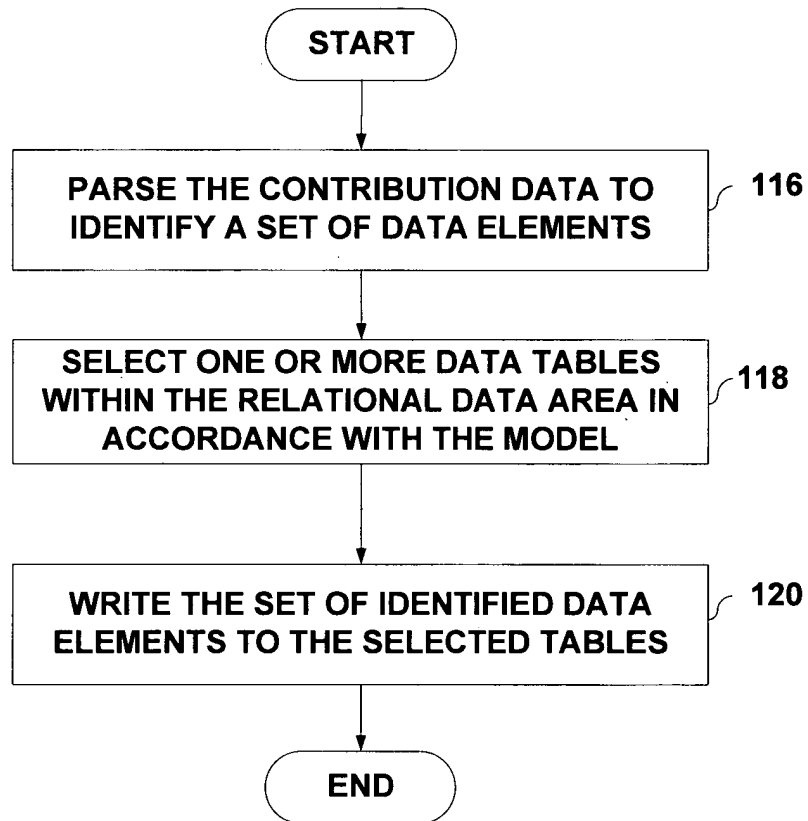 START
PARSE THE CONTRIBUTION DATA TO
IDENTIFY A SET OF DATA ELEMENTS
116
SELECT ONE OR MORE DATA TABLES
WITHIN THE RELATIONAL DATA AREA IN
ACCORDANCE WITH THE MODEL
118
WRITE THE SET OF IDENTIFIED DATA
ELEMENTS TO THE SELECTED TABLES
120
END